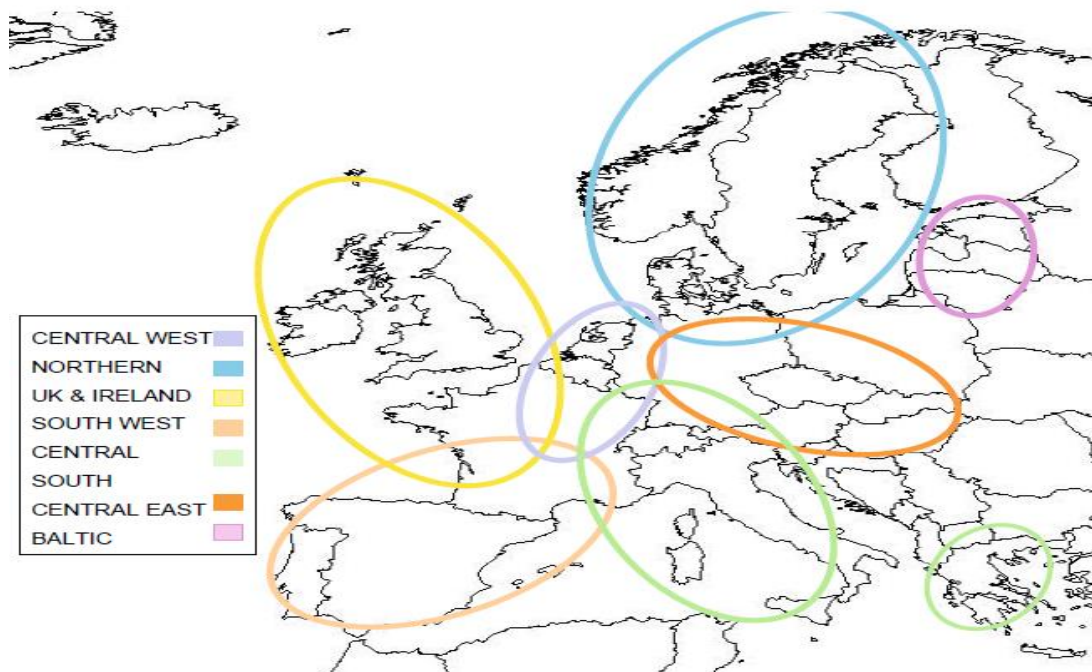 CENTRAL WEST
NORTHERN
UK & IRELAND
SOUTH WEST
CENTRAL
SOUTH
CENTRAL EAST
BALTIC